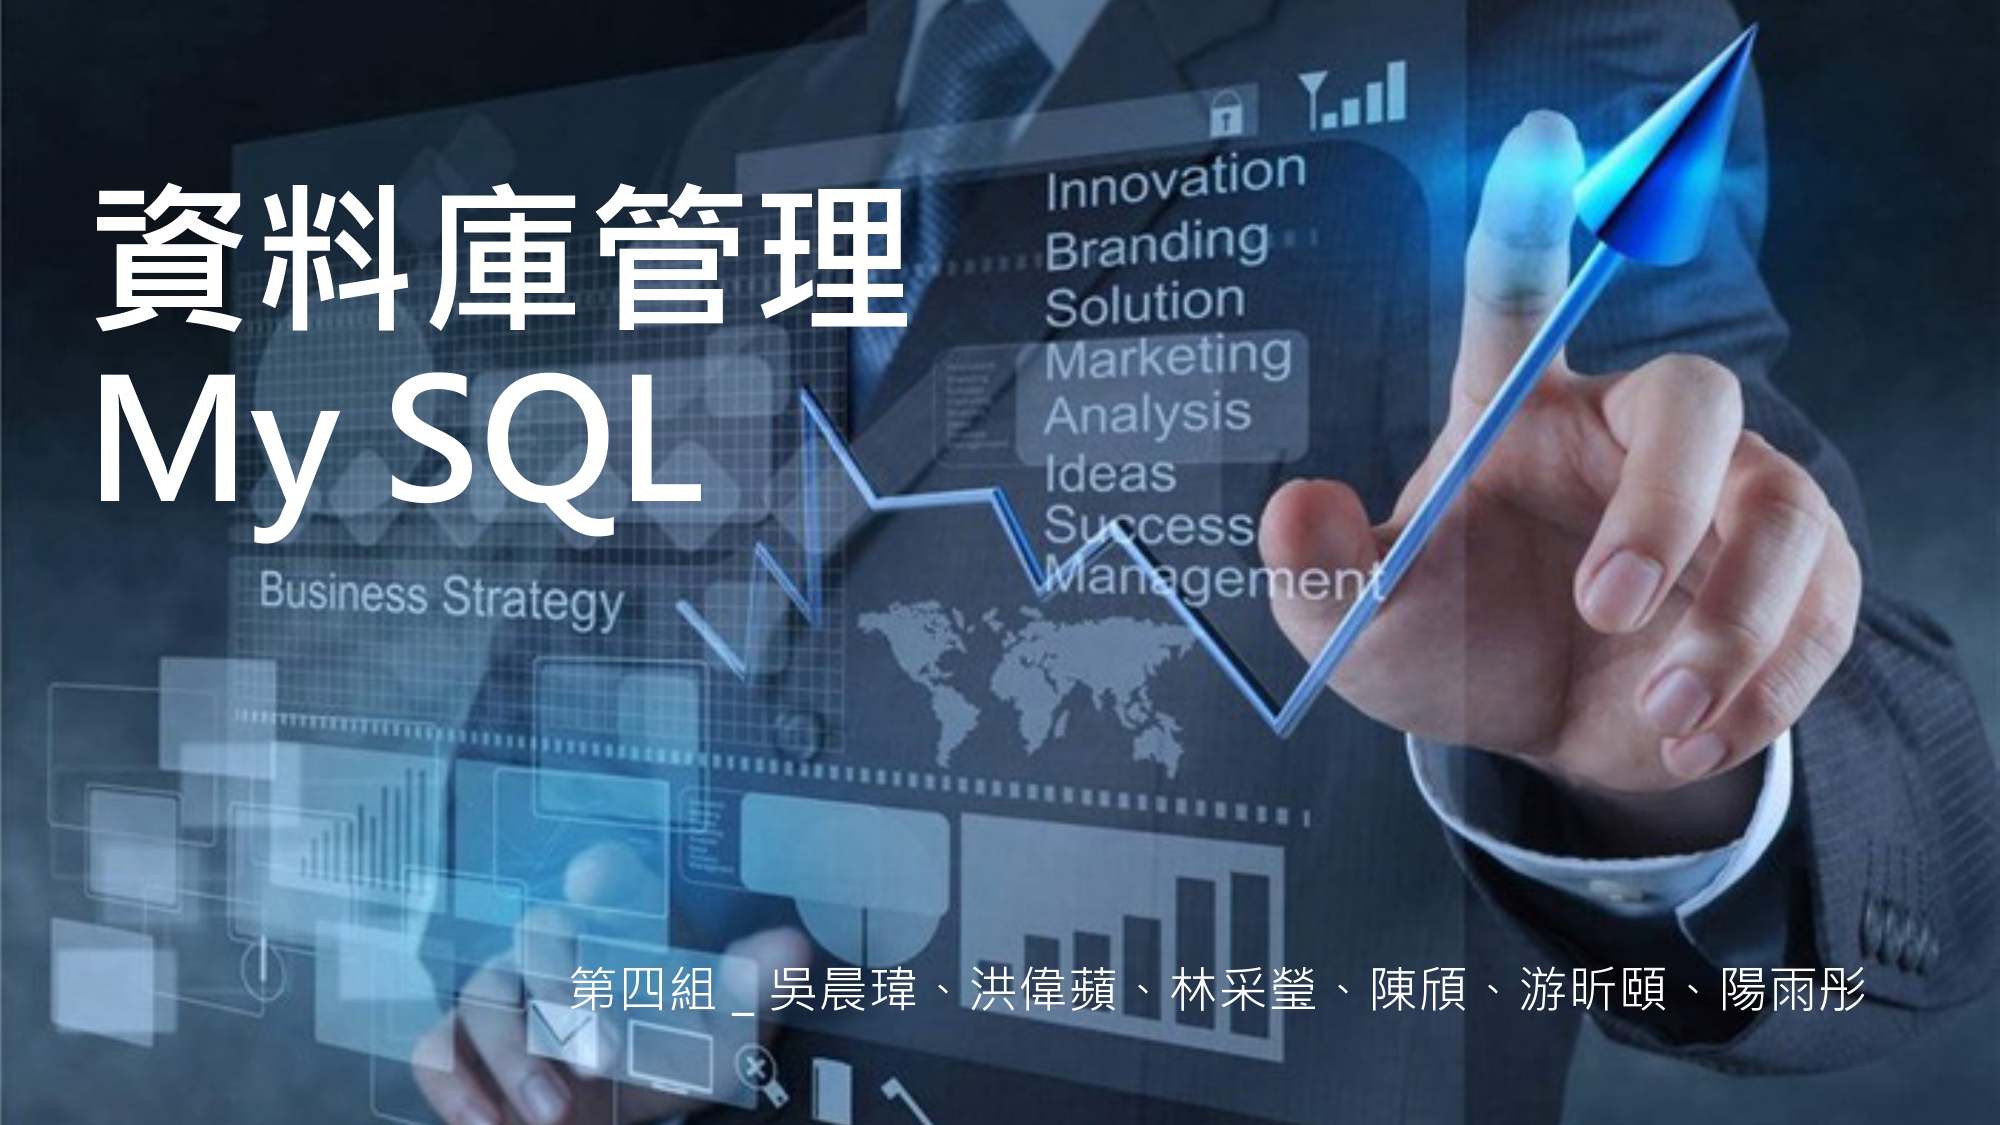 資料庫管理
My SQL
Innovation
Branding
Solution
Marketing
Analysis
Ideas
Success
Management
Business Strategy
第四組 _ 吳晨瑋、洪偉蘋、林采瑩、陳頎、游昕頤、陽雨彤